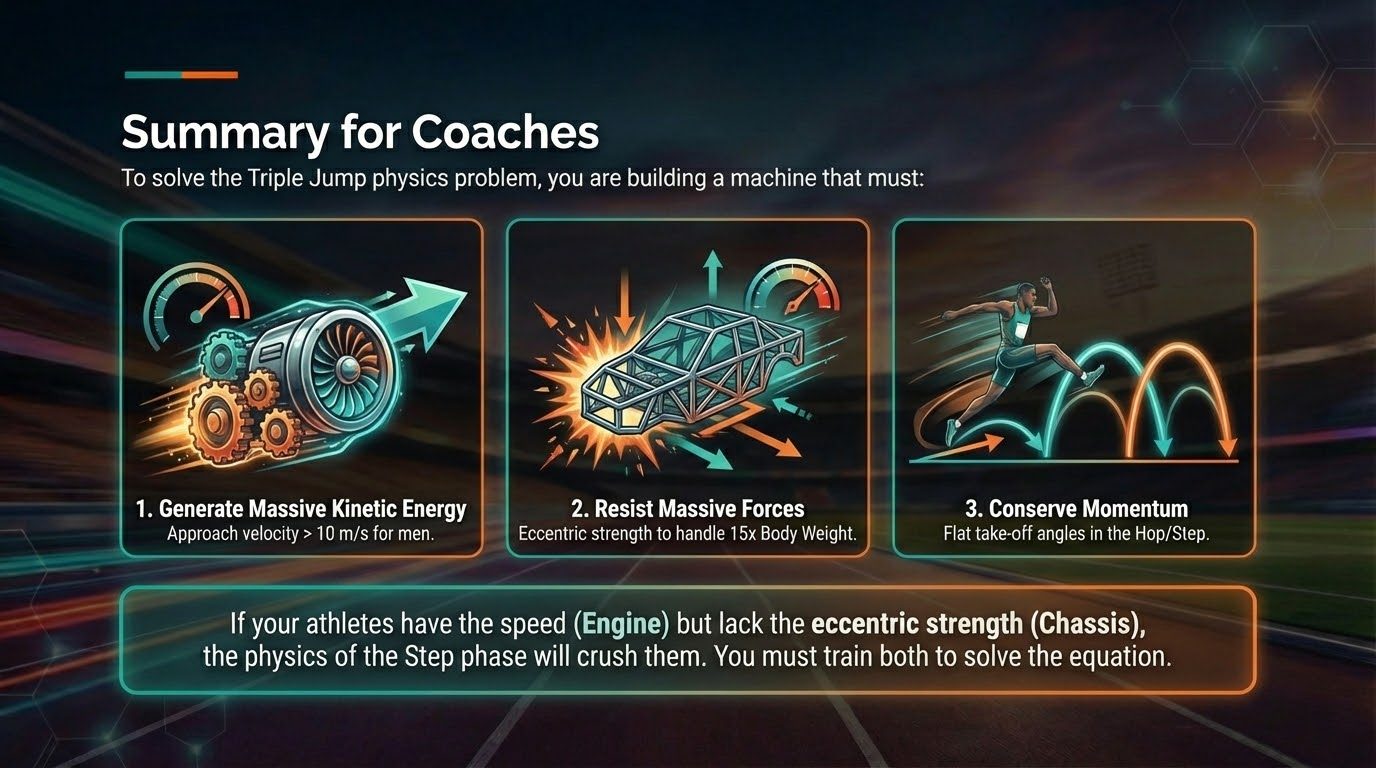 Summary for Coaches
To solve the Triple Jump physics problem, you are building a machine that must:
1. Generate Massive Kinetic Energy
Approach velocity > 10 m/s for men.
2. Resist Massive Forces
Eccentric strength to handle 15x Body Weight.
3. Conserve Momentum
Flat take-off angles in the Hop/Step.
If your athletes have the speed (Engine) but lack the eccentric strength (Chassis),
the physics of the Step phase will crush them. You must train both to solve the equation.